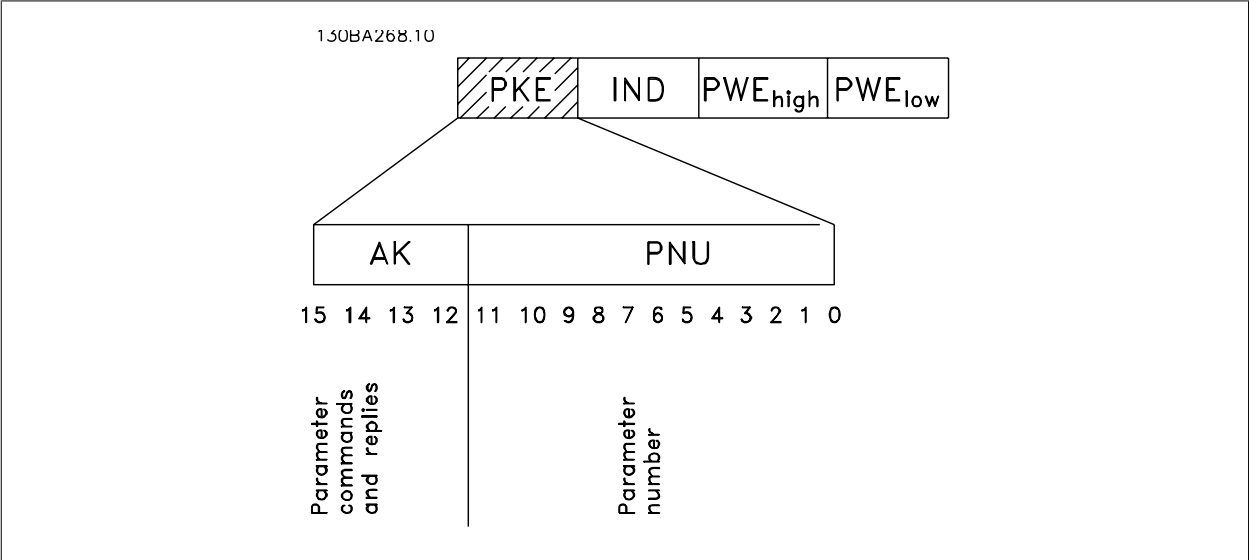 130BA268.10
PKE IND PWEhigh PWElow
AK PNU
15 14 13 12 11 10 9 8 7 6 5 4 3 2 1 0
Parameter
commands
and replies
Parameter
number